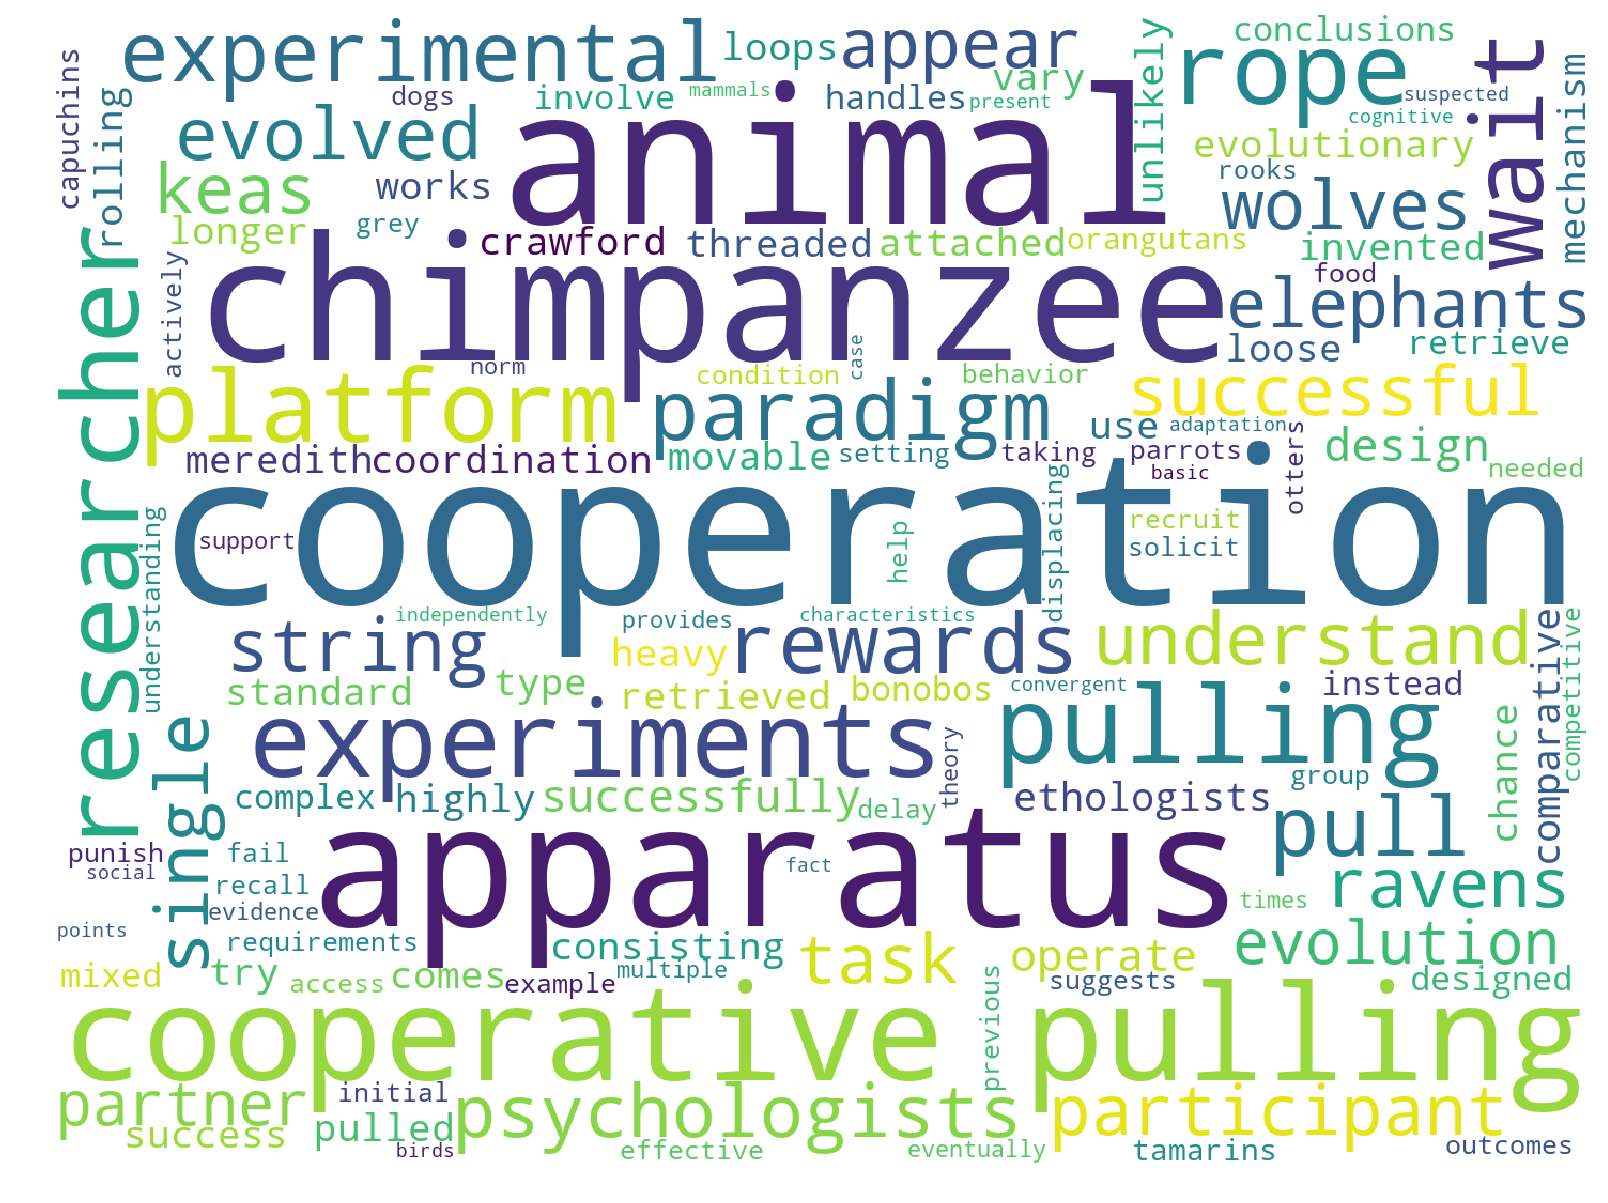 experimental
loops
appear
rope
conclusions
capuchins
rolling
dogs
involve
mammals
handles
vary
present
unlikely
suspected
cognitive
wait
mechanism
evolved
animal
evolutionary
keas
works
rooks
wolves
longer
grey
crawford
threaded
attached
orangutans
invented
food
researcher
actively
chimpanzee
elephants
norm
condition
case
behavior
loose
retrieve
platform
paradigm
successful
use
adaptation
meredith
coordination
movable
setting
taking
parrots
basic
otters
design
needed
cooperation
understanding
support
help
displacing
recruit
solicit
independently
provides
characteristics
string
heavy
rewards
understand
comparative
competitive
standard
type
retrieved
bonobos
convergent
instead
single
experiments
theory
pulling
group
chance
complex
highly
successfully
delay
ethologists
pull
punish
social
fail
recall
evidence
apparatus
fact
times
ravens
points
requirements
consisting
task
operate
evolution
mixed
try
access
comes
example
multiple
suggests
designed
cooperative pulling
previous
partner
initial
psychologists
participant
success
pulled
birds
effective
eventually
tamarins
outcomes